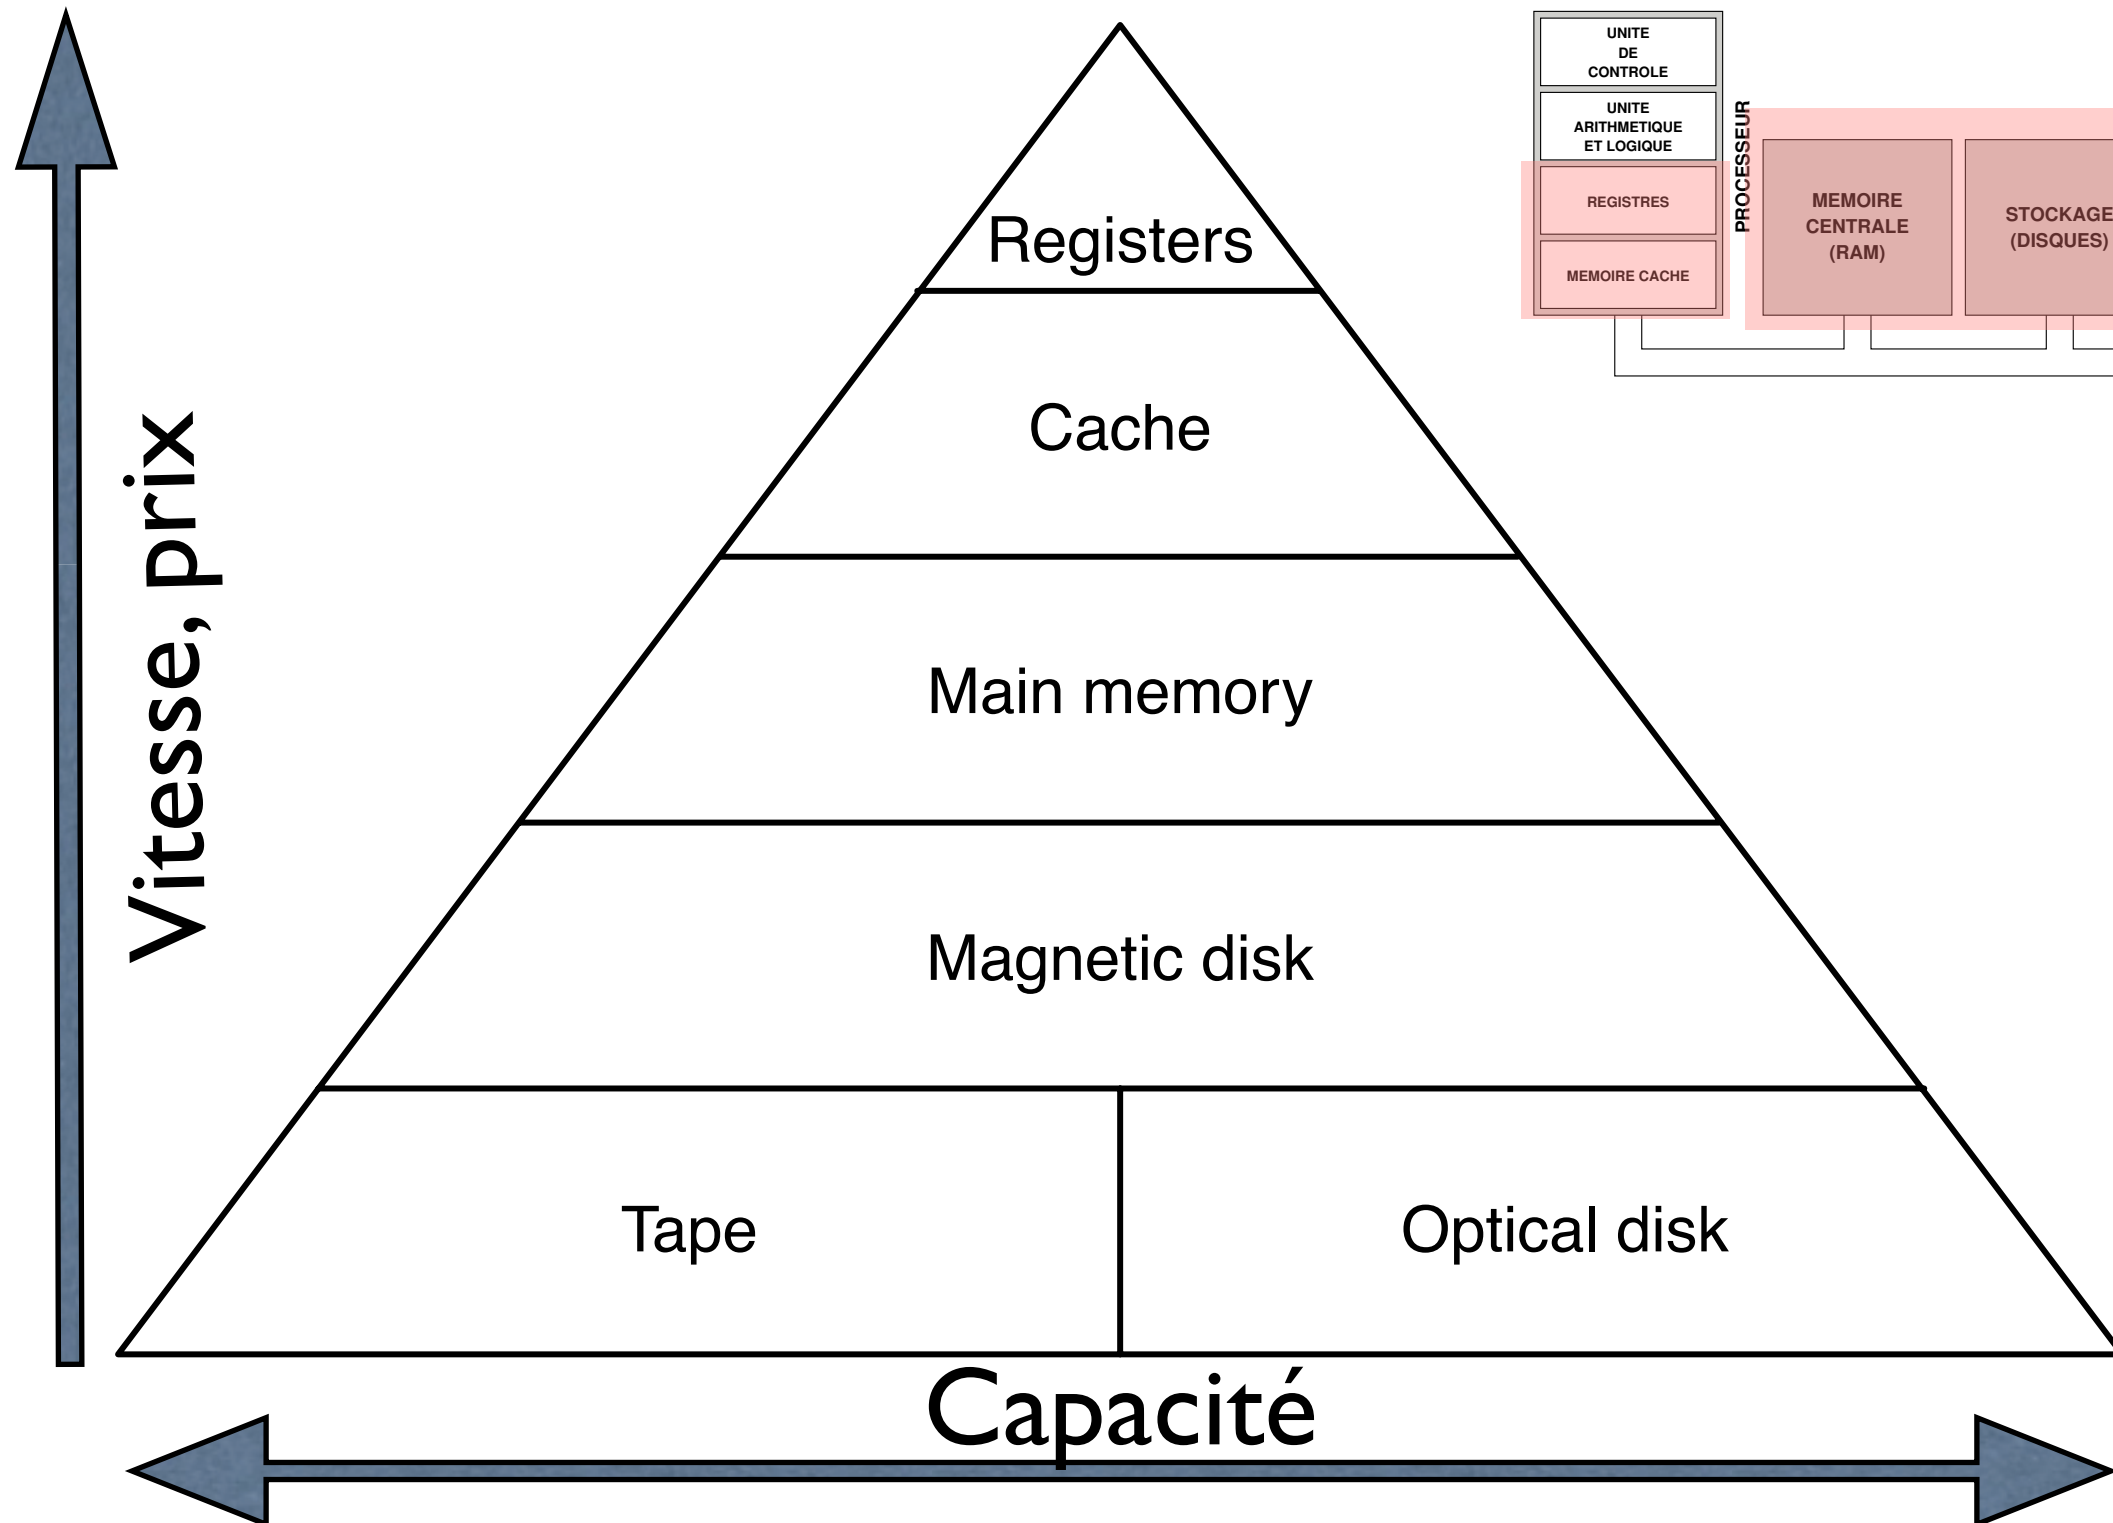 UNITE
DE
CONTROLE
UNITE
ARITHMETIQUE
ET LOGIQUE
REGISTRES
MEMOIRE CACHE
PROCESSEUR
MEMOIRE
CENTRALE
(RAM)
STOCKAGE
(DISQUES)
Vitesse, prix
Registers
Cache
Main memory
Magnetic disk
Tape
Optical disk
Capacité